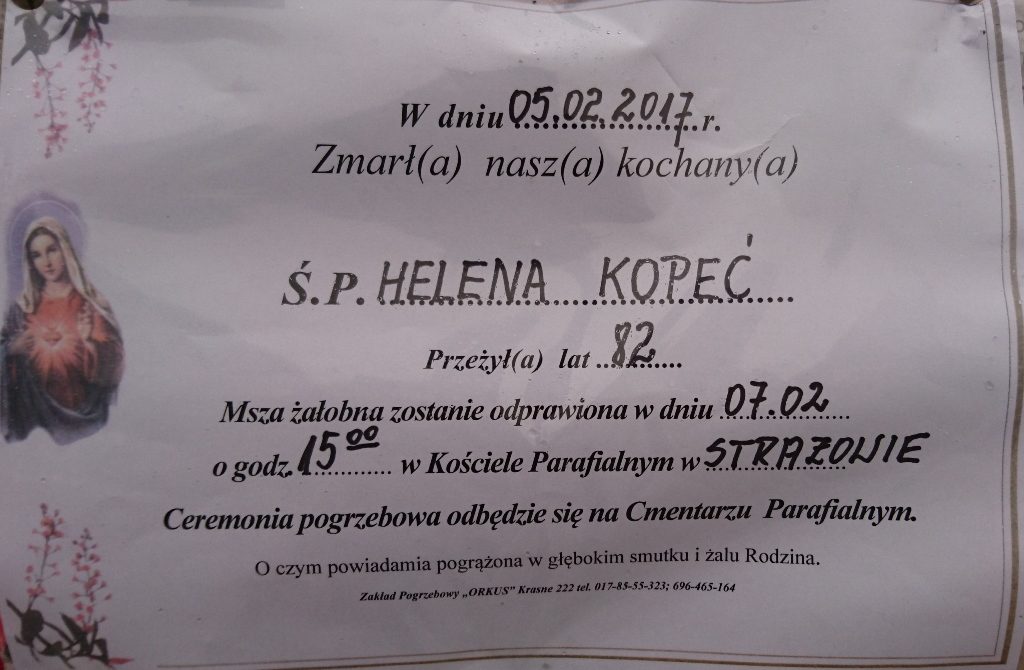 W dniu 05.02.2017.r.
Zmarł(a) nasz(a) kochany(a)
Ś.P. HELENA KOPEĆ
Przeżył(a) lat 82
Msza żałobna zostanie odprawiona w dniu 07.02
o godz. 15 00 w Kościele Parafialnym w STRAŻOWIE
Ceremonia pogrzebowa odbędzie się na Cmentarzu Parafialnym.
O czym powiadamia pogrążona w głębokim smutku i żalu Rodzina.
Zakład Pogrzebowy „ORKUS" Krasne 222 tel. 017-85-55-323; 696-465-164